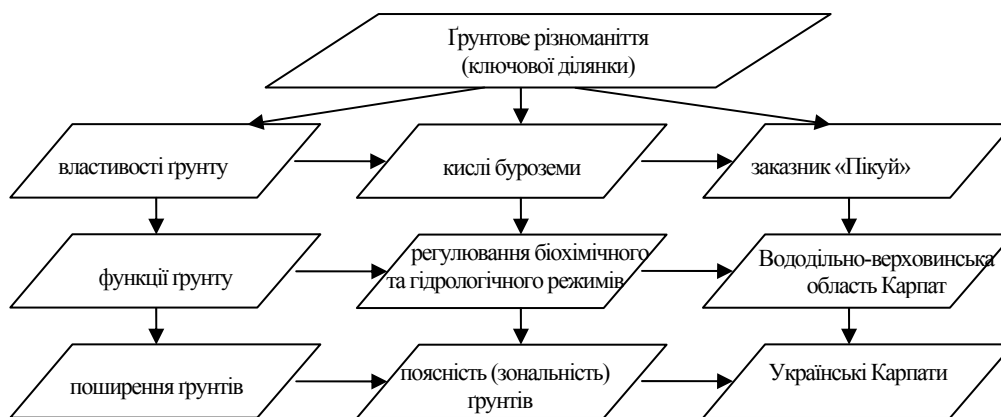 Ґрунтове різноманіття
(ключової ділянки)
властивості ґрунту
кислі буроземи
заказник «Пікуй»
функції ґрунту
регулювання біохімічного
та гідрологічного режимів
Вододільно-верховинська
область Карпат
поширення ґрунтів
поясність (зональність)
ґрунтів
Українські Карпати